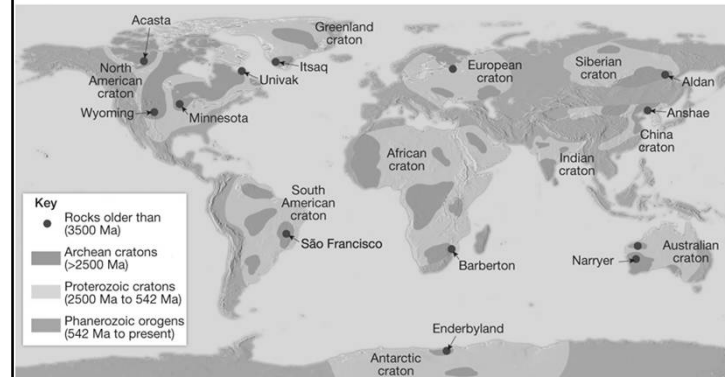 Acasta
Greenland
craton
North
American
craton
Itsaq
Univak
European
craton
Siberian
craton
Aldan
Wyoming
Minnesota
Anshae
China
craton
African
craton
Indian
craton
South
American
craton
São Francisco
Barberton
Narryer
Australian
craton
Enderbyland
Antarctic
craton
Key
Rocks older than
(3500 Ma)
Archean cratons
(>2500 Ma)
Proterozoic cratons
(2500 Ma to 542 Ma)
Phanerozoic orogens
(542 Ma to present)